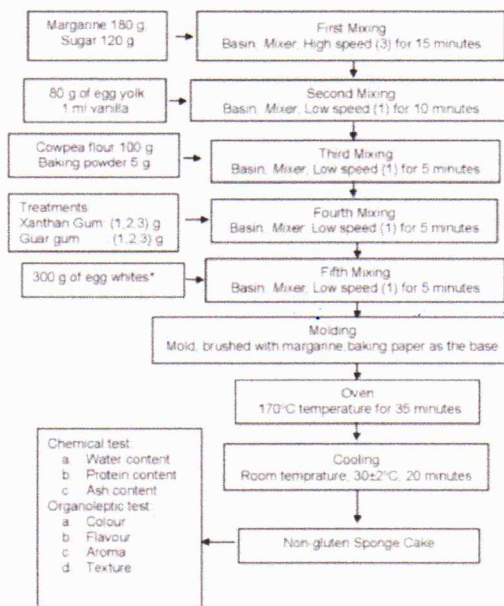 Margarine 180 g,
Sugar 120 g
First Mixing
Basin, Mixer, High speed (3) for 15 minutes
80 g of egg yolk
1 ml vanilla
Second Mixing
Basin, Mixer, Low speed (1) for 10 minutes
Cowpea flour 100 g
Baking powder 5 g
Third Mixing
Basin, Mixer, Low speed (1) for 5 minutes
Treatments
Xanthan Gum (1,2,3) g
Guar gum (1,2,3) g
Fourth Mixing
Basin, Mixer, Low speed (1) for 5 minutes
300 g of egg whites*
Fifth Mixing
Basin, Mixer, Low speed (1) for 5 minutes
Molding
Mold, brushed with margarine, baking paper as the base
Oven
170°C temperature for 35 minutes
Cooling
Room temprature, 30±2°C, 20 minutes
Non-gluten Sponge Cake
Chemical test:
a Water content
b Protein content
c Ash content
Organoleptic test:
a Colour
b Flavour
c Aroma
d Texture